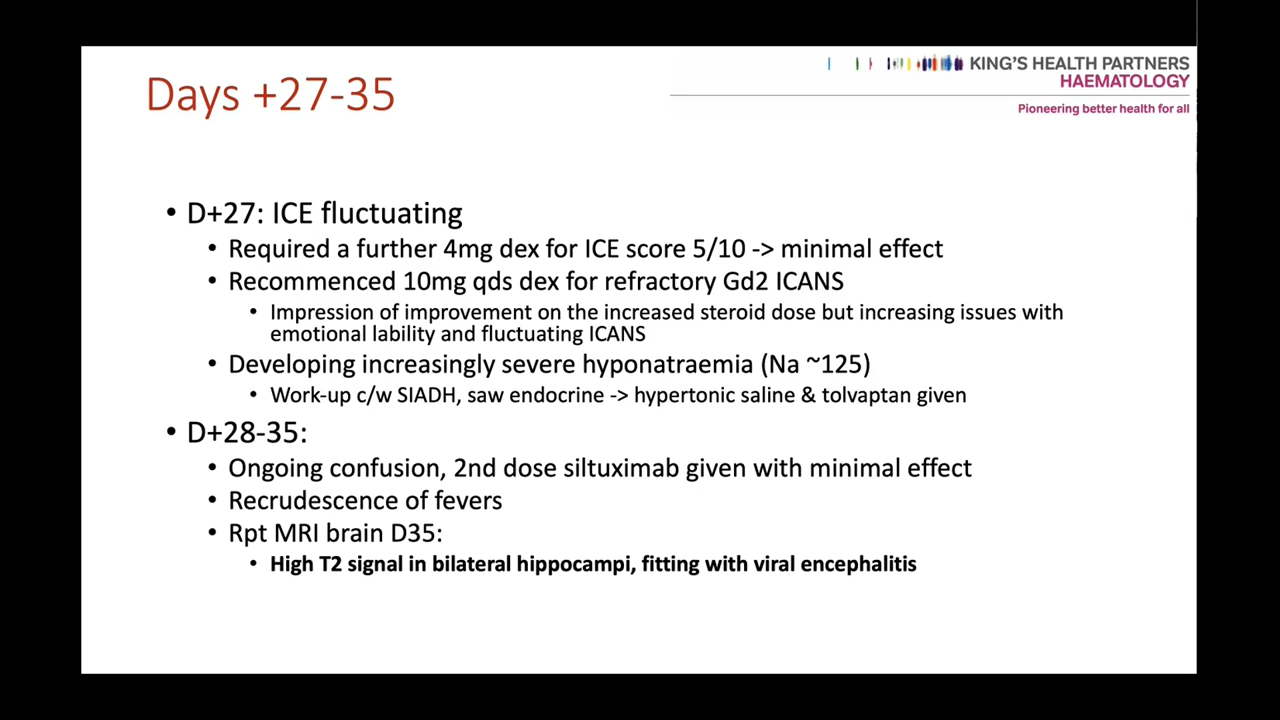 Days +27-35
KING'S HEALTH PARTNERS
HAEMATOLOGY
Pioneering better health for all
• D+27: ICE fluctuating
• Required a further 4mg dex for ICE score 5/10 -> minimal effect
• Recommenced 10mg qds dex for refractory Gd2 ICANS
• Impression of improvement on the increased steroid dose but increasing issues with
emotional lability and fluctuating ICANS
• Developing increasingly severe hyponatraemia (Na ~125)
• Work-up c/w SIADH, saw endocrine -> hypertonic saline & tolvaptan given
• D+28-35:
• Ongoing confusion, 2nd dose siltuximab given with minimal effect
• Recrudescence of fevers
• Rpt MRI brain D35:
• High T2 signal in bilateral hippocampi, fitting with viral encephalitis